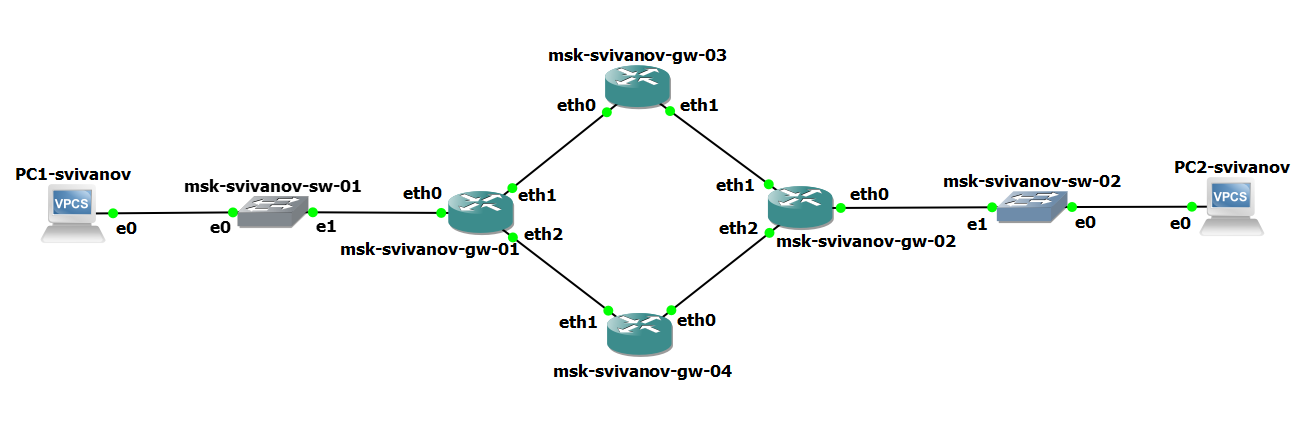 msk-svivanov-gw-03
eth0
eth1
PC1-svivanov
VPCS
e0
msk-svivanov-sw-01
e0
e1
eth0
eth1
eth2
msk-svivanov-gw-01
eth1
eth0
eth2
msk-svivanov-gw-02
msk-svivanov-sw-02
e1
e0
PC2-svivanov
VPCS
e0
eth1
eth0
msk-svivanov-gw-04